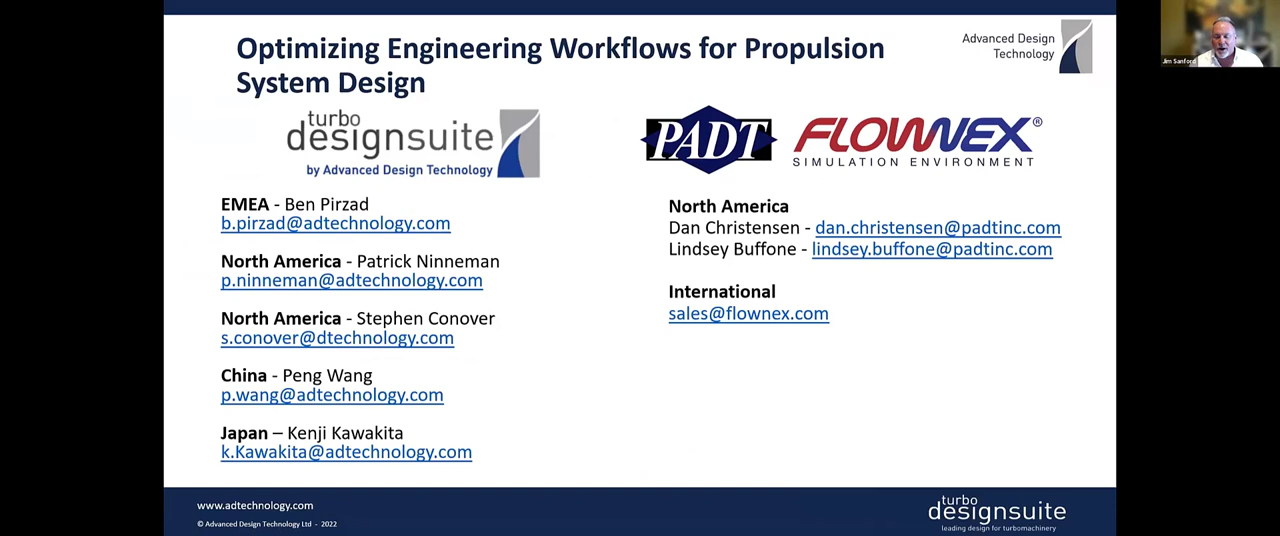 Optimizing Engineering Workflows for Propulsion
System Design
Advanced Design
Technology
Jim Sanford
turbo
designsuite
by Advanced Design Technology
PADT
FLOWNEX®
SIMULATION ENVIRONMENT
EMEA - Ben Pirzad
b.pirzad@adtechnology.com
North America - Patrick Ninneman
p.ninneman@adtechnology.com
North America - Stephen Conover
s.conover@dtechnology.com
China - Peng Wang
p.wang@adtechnology.com
Japan – Kenji Kawakita
k.Kawakita@adtechnology.com
North America
Dan Christensen - dan.christensen@padtinc.com
Lindsey Buffone - lindsey.buffone@padtinc.com
International
sales@flownex.com
www.adtechnology.com
© Advanced Design Technology Ltd - 2022
turbo
designsuite
leading design for turbomachinery